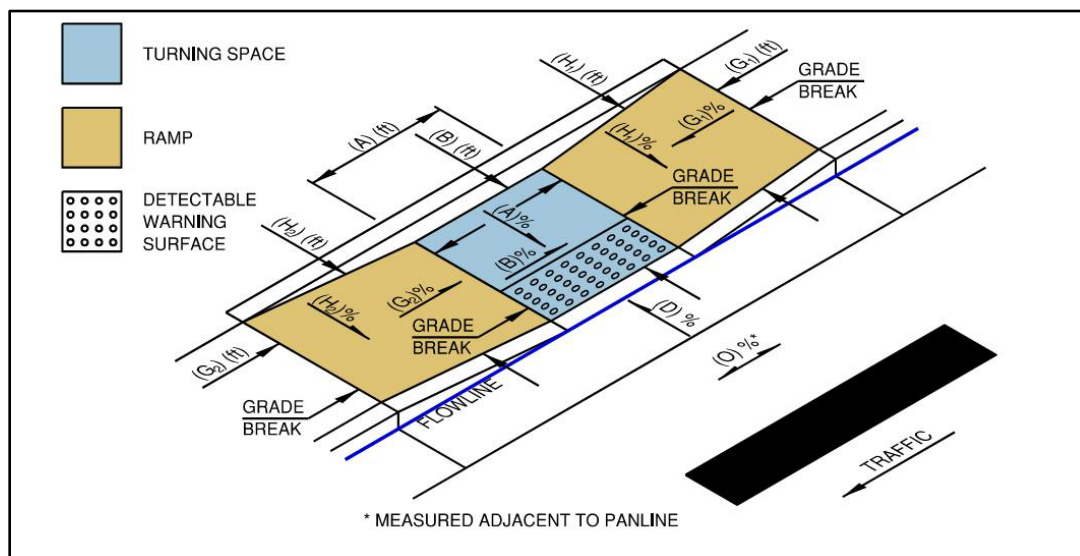 TURNING SPACE
RAMP
DETECTABLE
WARNING
SURFACE
(A) (ft)
(B) (ft)
(H₁) (ft)
(G₁) (ft)
GRADE
BREAK
(G₁)%
(H₁)%
GRADE
BREAK
(A)%
(B)%
(H₂) (ft)
(H₂)%
(G₂)%
GRADE
BREAK
(D) %
(O) %*
(G₂) (ft)
GRADE
BREAK
FLOWLINE
TRAFFIC
* MEASURED ADJACENT TO PANLINE